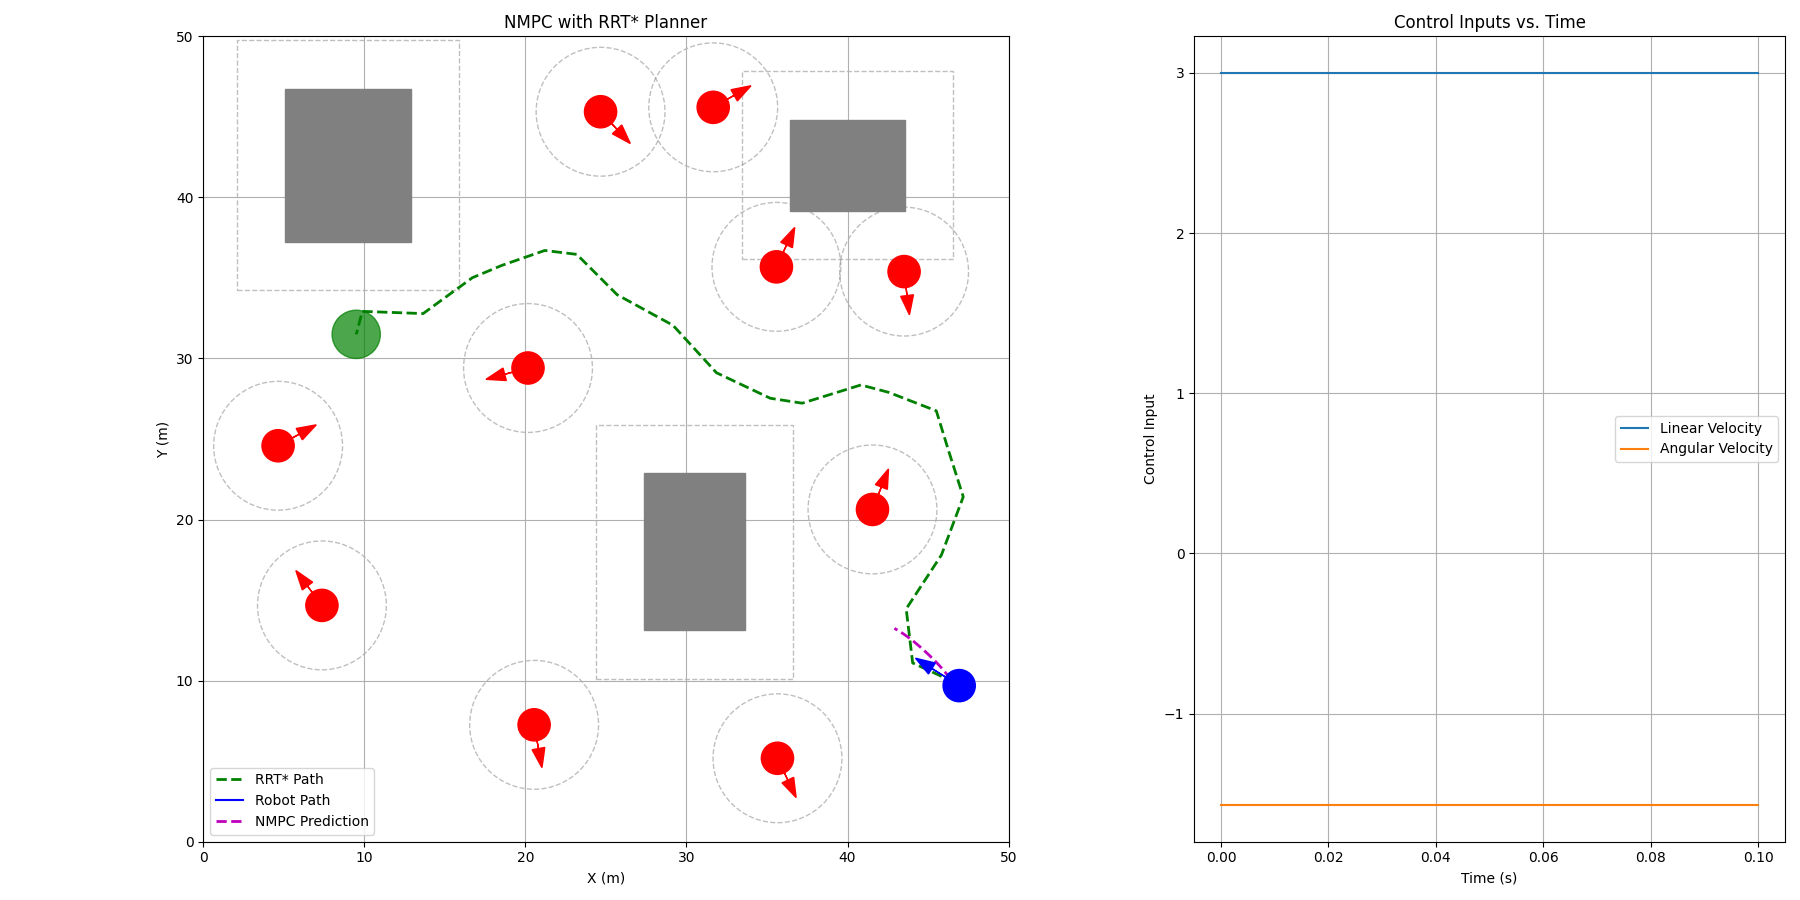 NMPC with RRT* Planner
50
40
30
20
10
0
Y (m)
0 10 20 30 40 50
X (m)
RRT* Path
Robot Path
NMPC Prediction
Control Inputs vs. Time
3
2
1
0
−1
Control Input
0.00 0.02 0.04 0.06 0.08 0.10
Time (s)
Linear Velocity
Angular Velocity